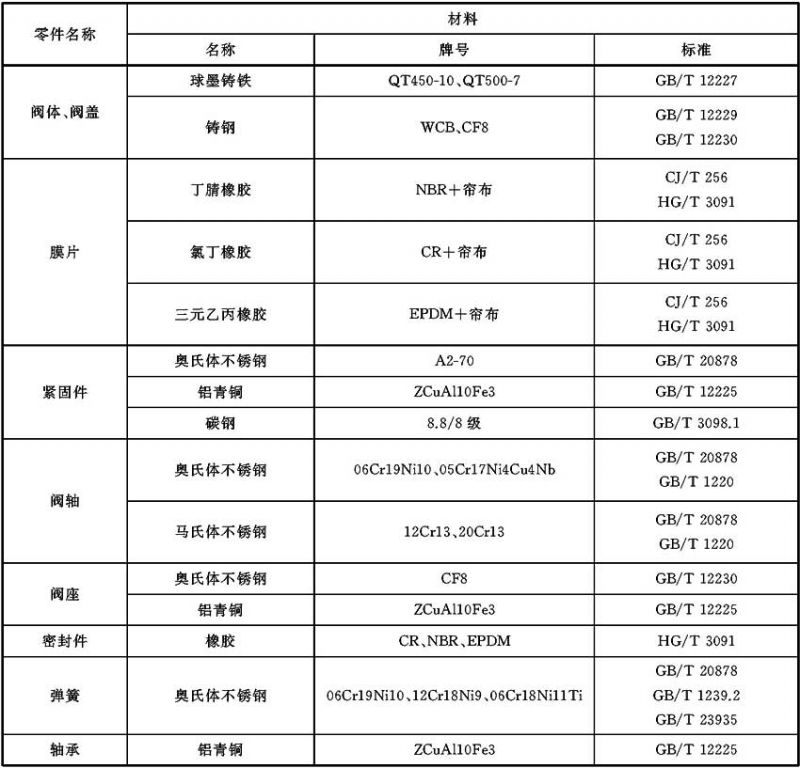 零件名称
材料
名称 牌号 标准
阀体、阀盖
球墨铸铁 QT450-10、QT500-7 GB/T 12227
铸钢 WCB、CF8 GB/T 12229
GB/T 12230
膜片
丁腈橡胶 NBR+帘布 CJ/T 256
HG/T 3091
氯丁橡胶 CR+帘布 CJ/T 256
HG/T 3091
三元乙丙橡胶 EPDM+帘布 CJ/T 256
HG/T 3091
紧固件
奥氏体不锈钢 A2-70 GB/T 20878
铝青铜 ZCuAl10Fe3 GB/T 12225
碳钢 8.8/8 级 GB/T 3098.1
阀轴
奥氏体不锈钢 06Cr19Ni10、05Cr17Ni4Cu4Nb GB/T 20878
GB/T 1220
马氏体不锈钢 12Cr13、20Cr13 GB/T 20878
GB/T 1220
阀座
奥氏体不锈钢 CF8 GB/T 12230
铝青铜 ZCuAl10Fe3 GB/T 12225
密封件 橡胶 CR、NBR、EPDM HG/T 3091
弹簧 奥氏体不锈钢 06Cr19Ni10、12Cr18Ni9、06Cr18Ni11Ti GB/T 20878
GB/T 1239.2
GB/T 23935
轴承 铝青铜 ZCuAl10Fe3 GB/T 12225